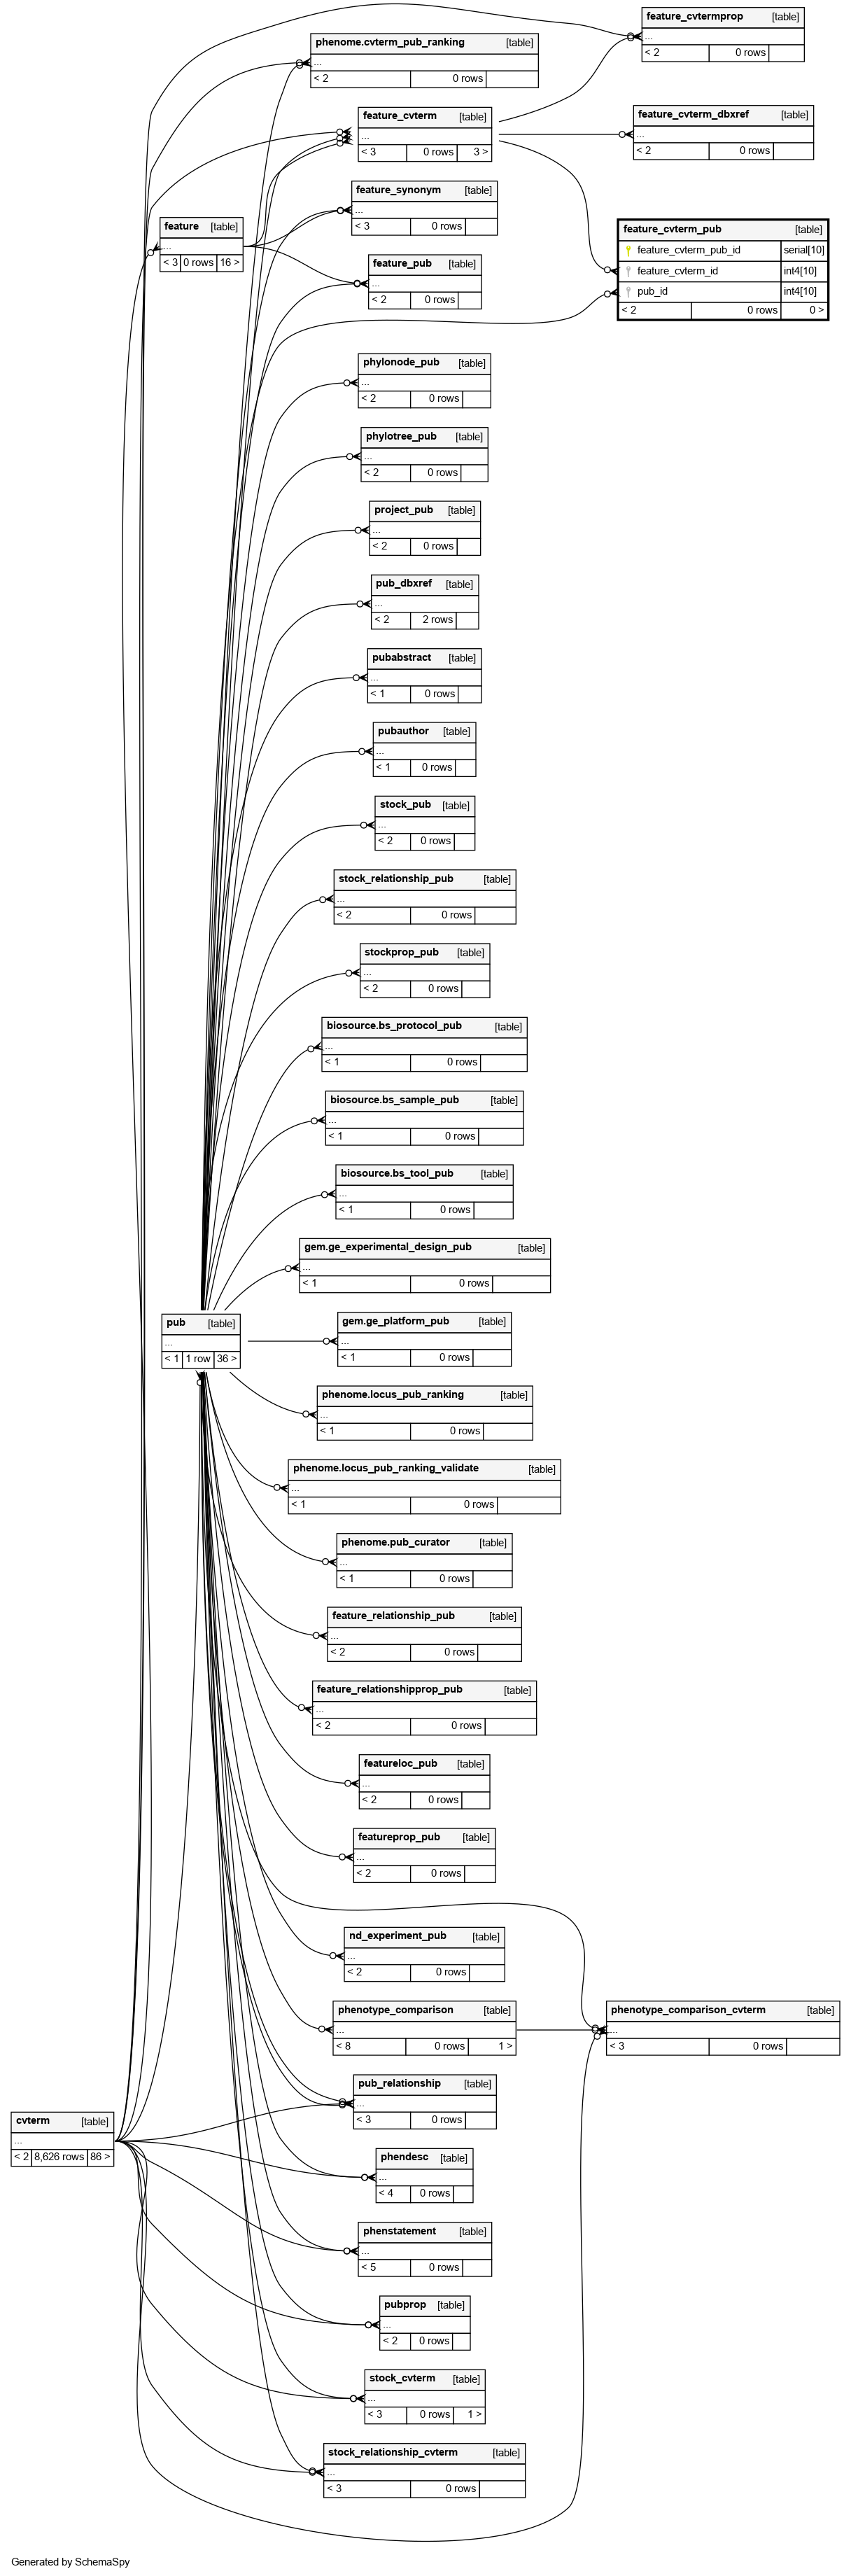 feature_cvtermprop [table]
...
< 2 0 rows
phenome.cvterm_pub_ranking [table]
...
< 2 0 rows
feature_cvterm [table]
...
< 3 0 rows 3 >
feature_cvterm_dbxref [table]
...
< 2 0 rows
feature_synonym [table]
...
< 3 0 rows
feature [table]
...
< 3 0 rows 16 >
feature_cvterm_pub [table]
feature_cvterm_pub_id serial[10]
feature_cvterm_id int4[10]
pub_id int4[10]
< 2 0 rows 0 >
feature_pub [table]
...
< 2 0 rows
phylonode_pub [table]
...
< 2 0 rows
phylotree_pub [table]
...
< 2 0 rows
project_pub [table]
...
< 2 0 rows
pub_dbxref [table]
...
< 2 2 rows
pubabstract [table]
...
< 1 0 rows
pubauthor [table]
...
< 1 0 rows
stock_pub [table]
...
< 2 0 rows
stock_relationship_pub [table]
...
< 2 0 rows
stockprop_pub [table]
...
< 2 0 rows
biosource.bs_protocol_pub [table]
...
< 1 0 rows
biosource.bs_sample_pub [table]
...
< 1 0 rows
biosource.bs_tool_pub [table]
...
< 1 0 rows
gem.ge_experimental_design_pub [table]
...
< 1 0 rows
pub [table]
...
< 1 1 row 36 >
gem.ge_platform_pub [table]
...
< 1 0 rows
phenome.locus_pub_ranking [table]
...
< 1 0 rows
phenome.locus_pub_ranking_validate [table]
...
< 1 0 rows
phenome.pub_curator [table]
...
< 1 0 rows
feature_relationship_pub [table]
...
< 2 0 rows
feature_relationshipprop_pub [table]
...
< 2 0 rows
featureloc_pub [table]
...
< 2 0 rows
featureprop_pub [table]
...
< 2 0 rows
nd_experiment_pub [table]
...
< 2 0 rows
phenotype_comparison [table]
...
< 8 0 rows 1 >
phenotype_comparison_cvterm [table]
...
< 3 0 rows
pub_relationship [table]
...
< 3 0 rows
cvterm [table]
...
< 2 8,626 rows 86 >
phendesc [table]
...
< 4 0 rows
phenstatement [table]
...
< 5 0 rows
pubprop [table]
...
< 2 0 rows
stock_cvterm [table]
...
< 3 0 rows 1 >
stock_relationship_cvterm [table]
...
< 3 0 rows
Generated by SchemaSpy